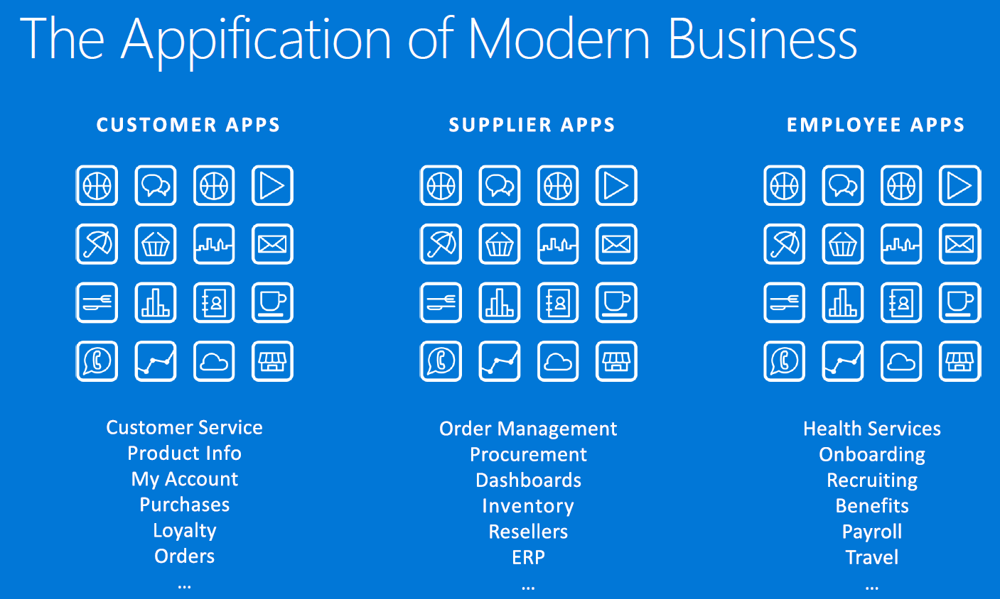 The Appification of Modern Business
CUSTOMER APPS
Customer Service
Product Info
My Account
Purchases
Loyalty
Orders
...
SUPPLIER APPS
Order Management
Procurement
Dashboards
Inventory
Resellers
ERP
...
EMPLOYEE APPS
Health Services
Onboarding
Recruiting
Benefits
Payroll
Travel
...